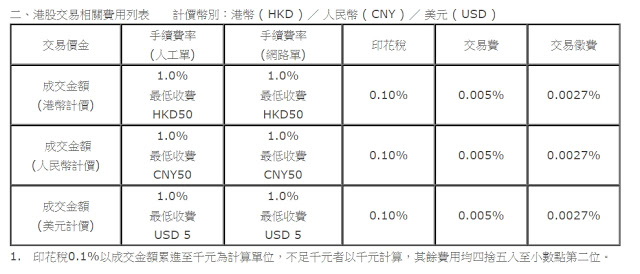 二、港股交易相關費用列表 計價幣別：港幣 ( HKD ) ／ 人民幣 ( CNY ) ／ 美元 ( USD )
交易價金 手續費率 (人工單) 手續費率 (網路單) 印花稅 交易費 交易徵費
成交金額 (港幣計價) 1.0% 最低收費 HKD50 1.0% 最低收費 HKD50 0.10% 0.005% 0.0027%
成交金額 (人民幣計價) 1.0% 最低收費 CNY50 1.0% 最低收費 CNY50 0.10% 0.005% 0.0027%
成交金額 (美元計價) 1.0% 最低收費 USD 5 1.0% 最低收費 USD 5 0.10% 0.005% 0.0027%
1. 印花稅0.1%以成交金額累進至千元為計算單位，不足千元者以千元計算，其餘費用均四捨五入至小數點第二位。